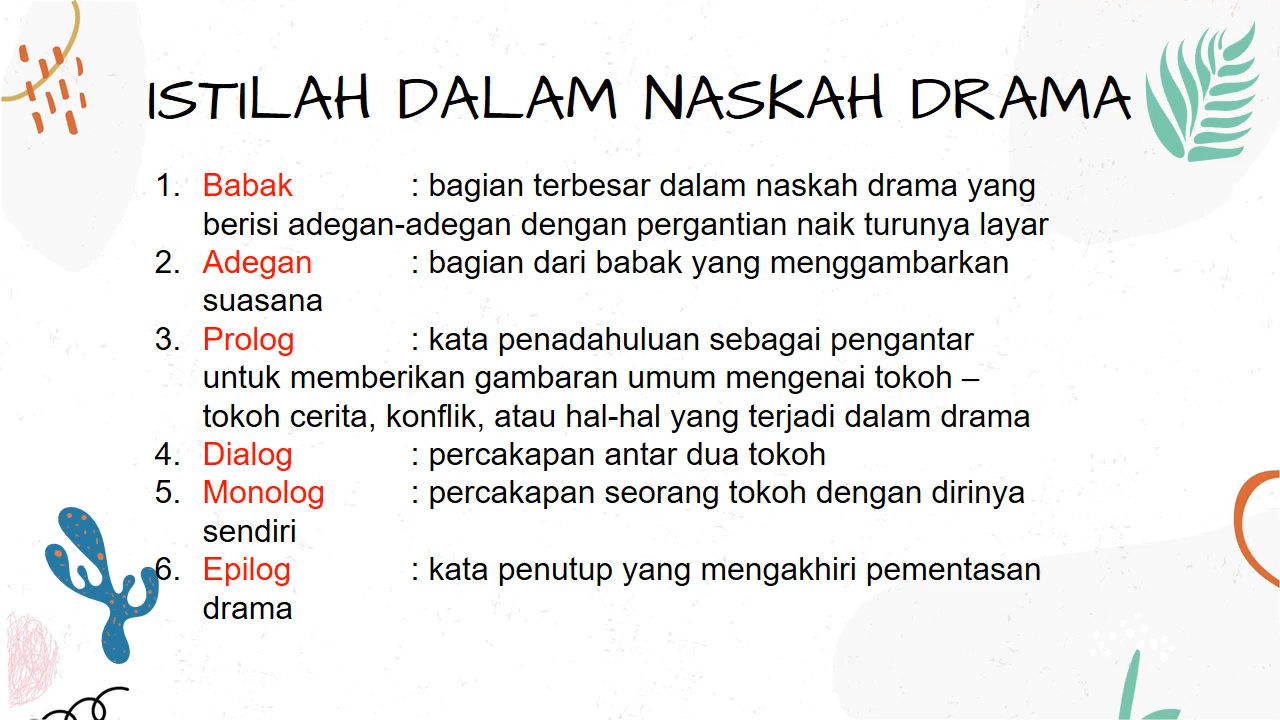 ISTILAH DALAM NASKAH DRAMA
1. Babak : bagian terbesar dalam naskah drama yang
berisi adegan-adegan dengan pergantian naik turunya layar
2. Adegan : bagian dari babak yang menggambarkan
suasana
3. Prolog : kata penadahuluan sebagai pengantar
untuk memberikan gambaran umum mengenai tokoh –
tokoh cerita, konflik, atau hal-hal yang terjadi dalam drama
4. Dialog : percakapan antar dua tokoh
5. Monolog : percakapan seorang tokoh dengan dirinya
sendiri
6. Epilog : kata penutup yang mengakhiri pementasan
drama